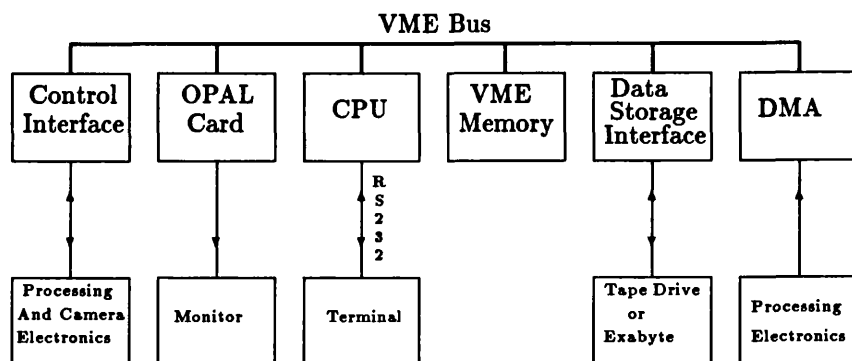 VME Bus
Control
Interface
OPAL
Card
CPU
VME
Memory
Data
Storage
Interface
DMA
R
S
2
3
2
Processing
And Camera
Electronics
Monitor
Terminal
Tape Drive
or
Exabyte
Processing
Electronics